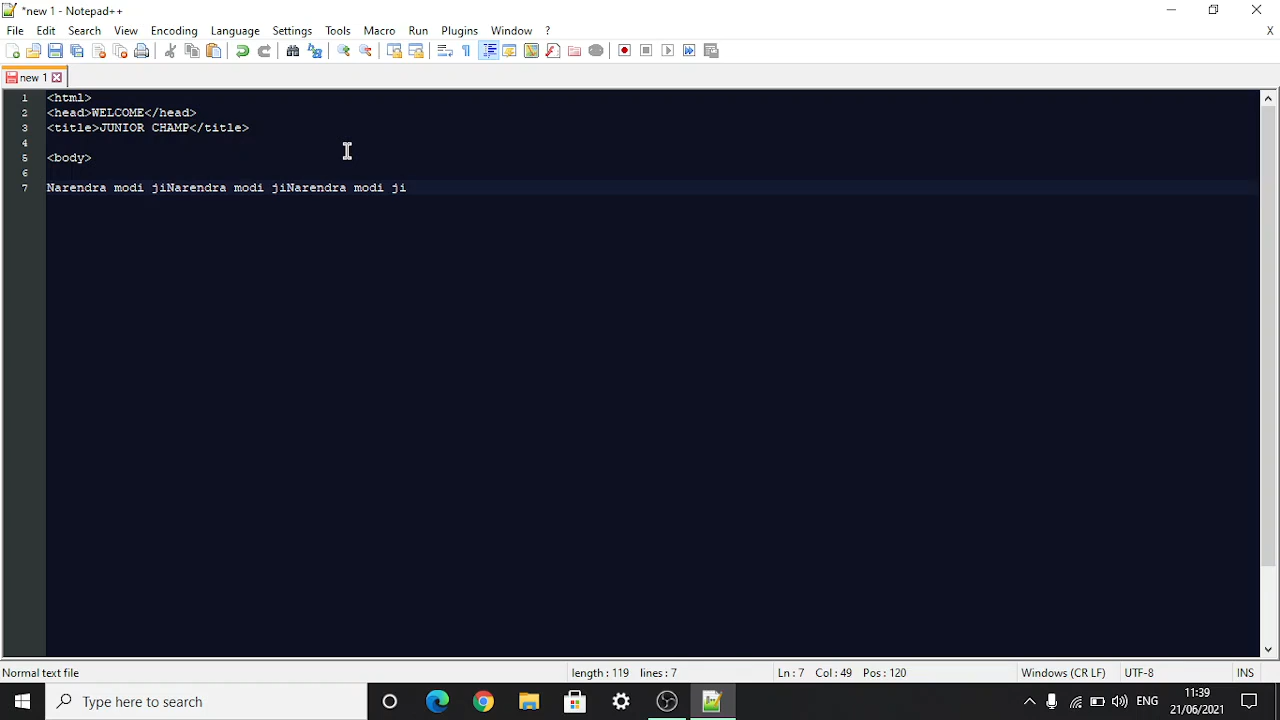 *new 1 - Notepad++
File Edit Search View Encoding Language Settings Tools Macro Run Plugins Window ? X
new 1
1 <html>
2 <head>WELCOME</head>
3 <title>JUNIOR CHAMP</title>
4
5 <body>
6
7 Narendra modi jiNarendra modi jiNarendra modi ji
Normal text file length : 119 lines : 7 Ln : 7 Col : 49 Pos : 120 Windows (CR LF) UTF-8 INS
Type here to search ENG 11:39
21/06/2021